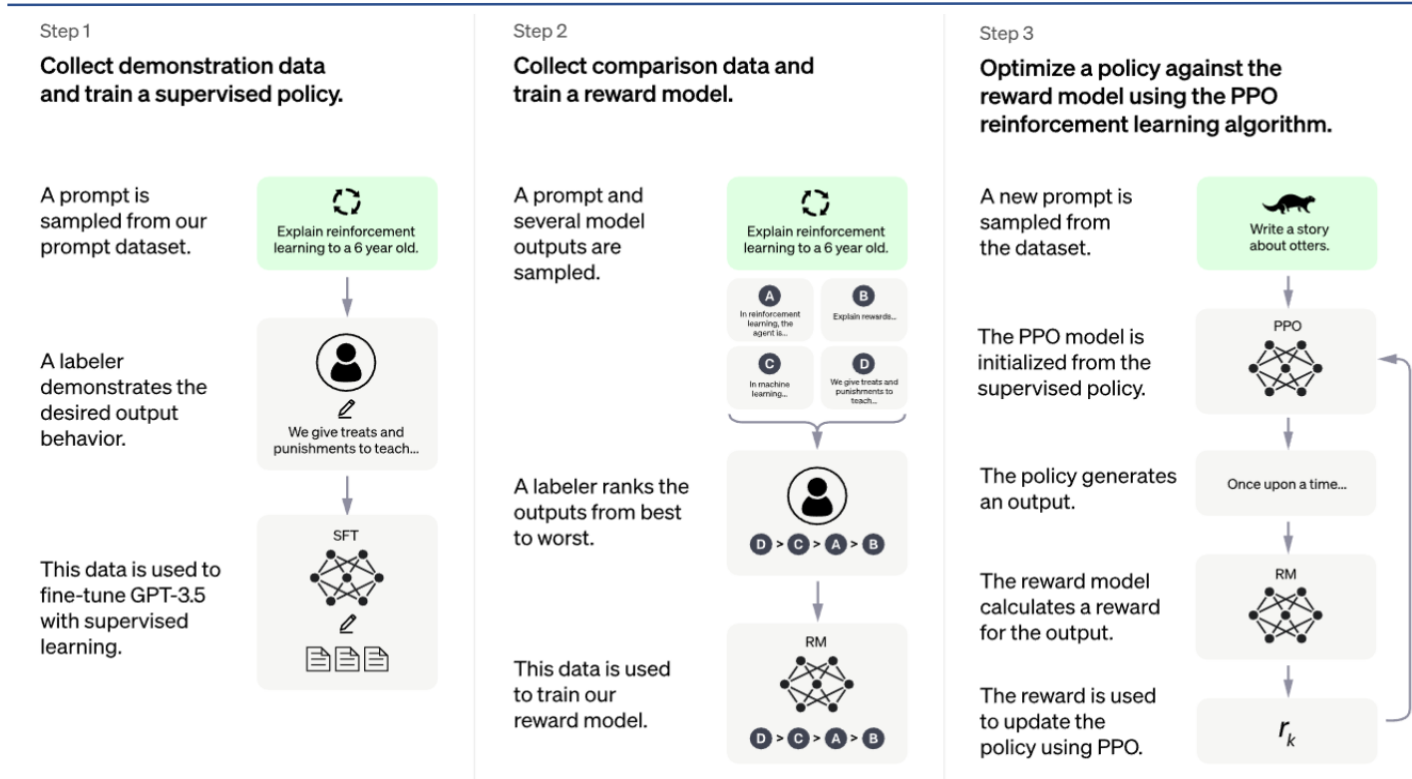 Step 1
Collect demonstration data
and train a supervised policy.
A prompt is
sampled from our
prompt dataset.
Explain reinforcement
learning to a 6 year old.
A labeler
demonstrates the
desired output
behavior.
We give treats and
punishments to teach...
This data is used to
fine-tune GPT-3.5
with supervised
learning.
SFT
Step 2
Collect comparison data and
train a reward model.
A prompt and
several model
outputs are
sampled.
Explain reinforcement
learning to a 6 year old.
A
In reinforcement
learning, the
agent is...
B
Explain rewards...
C
In machine
learning...
D
We give treats and
punishments to
teach...
A labeler ranks the
outputs from best
to worst.
D > C > A > B
This data is used
to train our
reward model.
RM
D > C > A > B
Step 3
Optimize a policy against the
reward model using the PPO
reinforcement learning algorithm.
A new prompt is
sampled from
the dataset.
Write a story
about otters.
The PPO model is
initialized from the
supervised policy.
PPO
The policy generates
an output.
Once upon a time...
The reward model
calculates a reward
for the output.
RM
The reward is used
to update the
policy using PPO.
rk